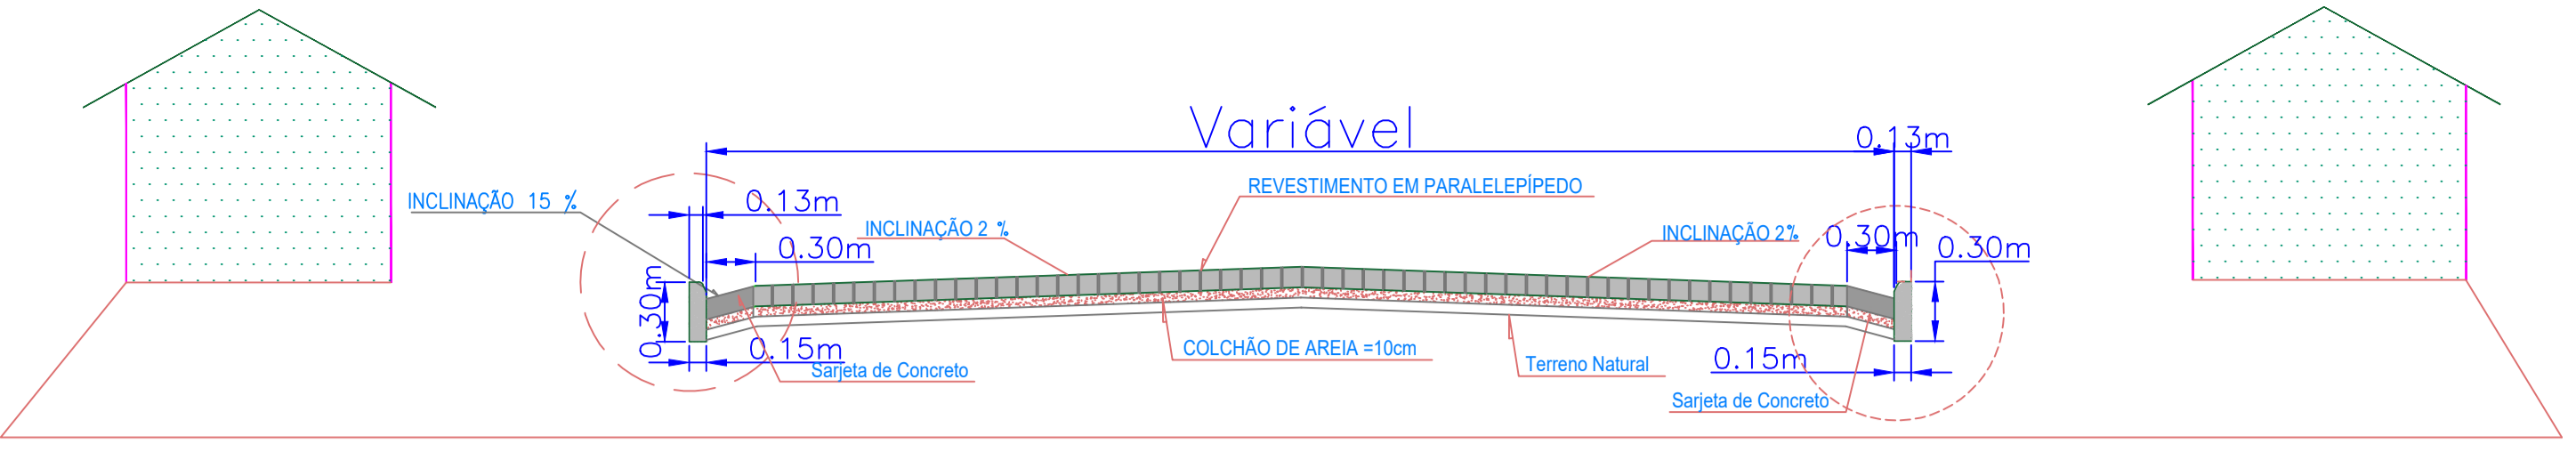 Variável
0.13m
INCLINAÇÃO 15 %
0.13m
REVESTIMENTO EM PARALELEPÍPEDO
INCLINAÇÃO 2 %
INCLINAÇÃO 2%
0.30m
0.30m
0.30m
0.30m
0.15m
Sarjeta de Concreto
COLCHÃO DE AREIA =10cm
Terreno Natural
0.15m
Sarjeta de Concreto